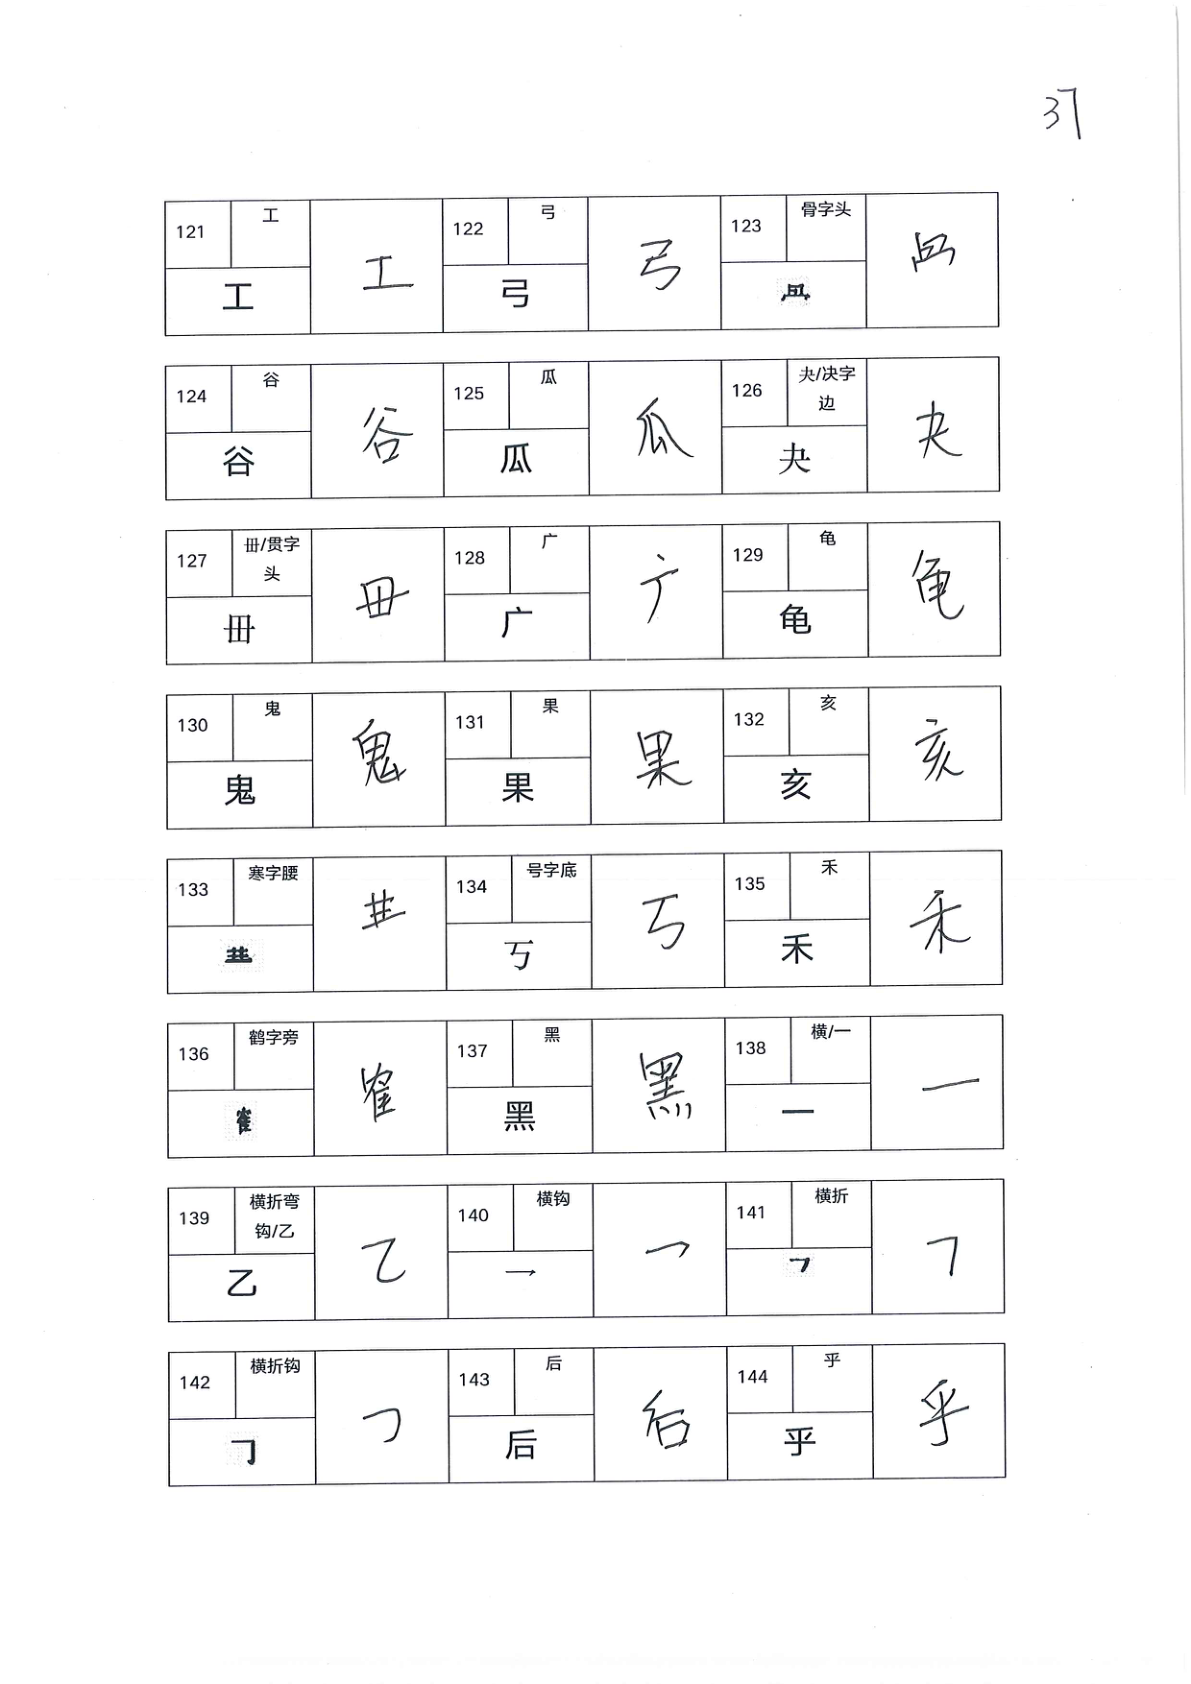 37
121 工 工 122 弓 弓 123 骨字头
工 弓
124 谷 谷 125 瓜 瓜 126 夬/决字边 夬
谷 瓜 夬
127 毌/贯字头 毌 128 广 广 129 龟 龟
毌 广 龟
130 鬼 鬼 131 果 果 132 亥 亥
鬼 果 亥
133 寒字腰 134 号字底 丂 135 禾 禾
丂 禾
136 鹤字旁 隺 137 黑 黑 138 横/一 一
隺 黑 一
139 横折弯钩/乙 乙 140 横钩 乛 141 横折 𠃍
乙 乛 𠃍
142 横折钩 𠃌 143 后 后 144 乎 乎
𠃌 后 乎